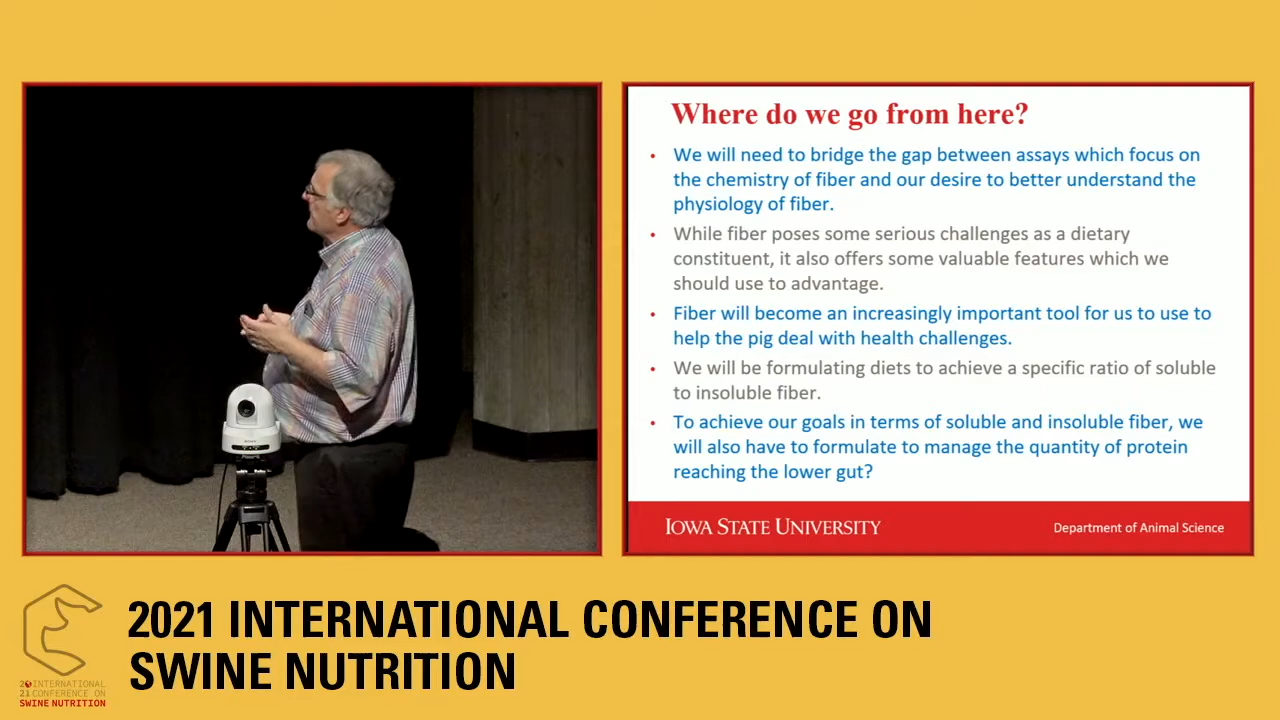 Where do we go from here?
• We will need to bridge the gap between assays which focus on
the chemistry of fiber and our desire to better understand the
physiology of fiber.
• While fiber poses some serious challenges as a dietary
constituent, it also offers some valuable features which we
should use to advantage.
• Fiber will become an increasingly important tool for us to use to
help the pig deal with health challenges.
• We will be formulating diets to achieve a specific ratio of soluble
to insoluble fiber.
• To achieve our goals in terms of soluble and insoluble fiber, we
will also have to formulate to manage the quantity of protein
reaching the lower gut?
IOWA STATE UNIVERSITY
Department of Animal Science
2021 INTERNATIONAL CONFERENCE ON
SWINE NUTRITION
20 INTERNATIONAL
21 CONFERENCE ON
SWINE NUTRITION